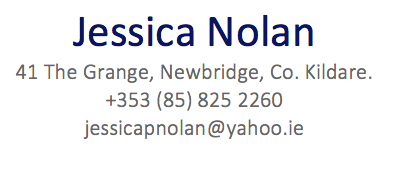 Jessica Nolan
41 The Grange, Newbridge, Co. Kildare.
+353 (85) 825 2260
jessicapnolan@yahoo.ie